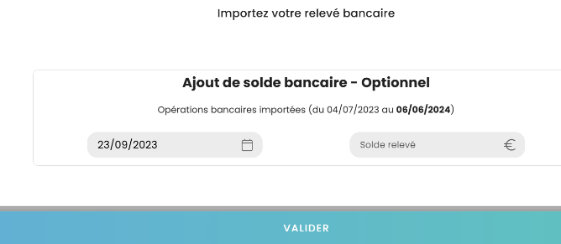 Importez votre relevé bancaire
Ajout de solde bancaire - Optionnel
Opérations bancaires importées (du 04/07/2023 au 06/06/2024)
23/09/2023
Solde relevé €
VALIDER